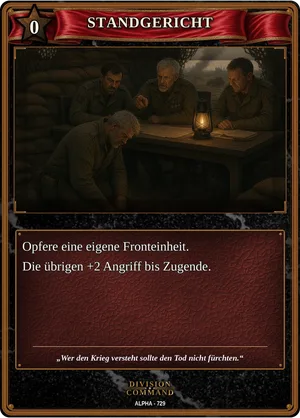 0
STANDGERICHT
Opfere eine eigene Fronteinheit.
Die übrigen +2 Angriff bis Zugende.
„Wer den Krieg versteht sollte den Tod nicht fürchten.“
DIVISION
COMMAND
ALPHA - 729